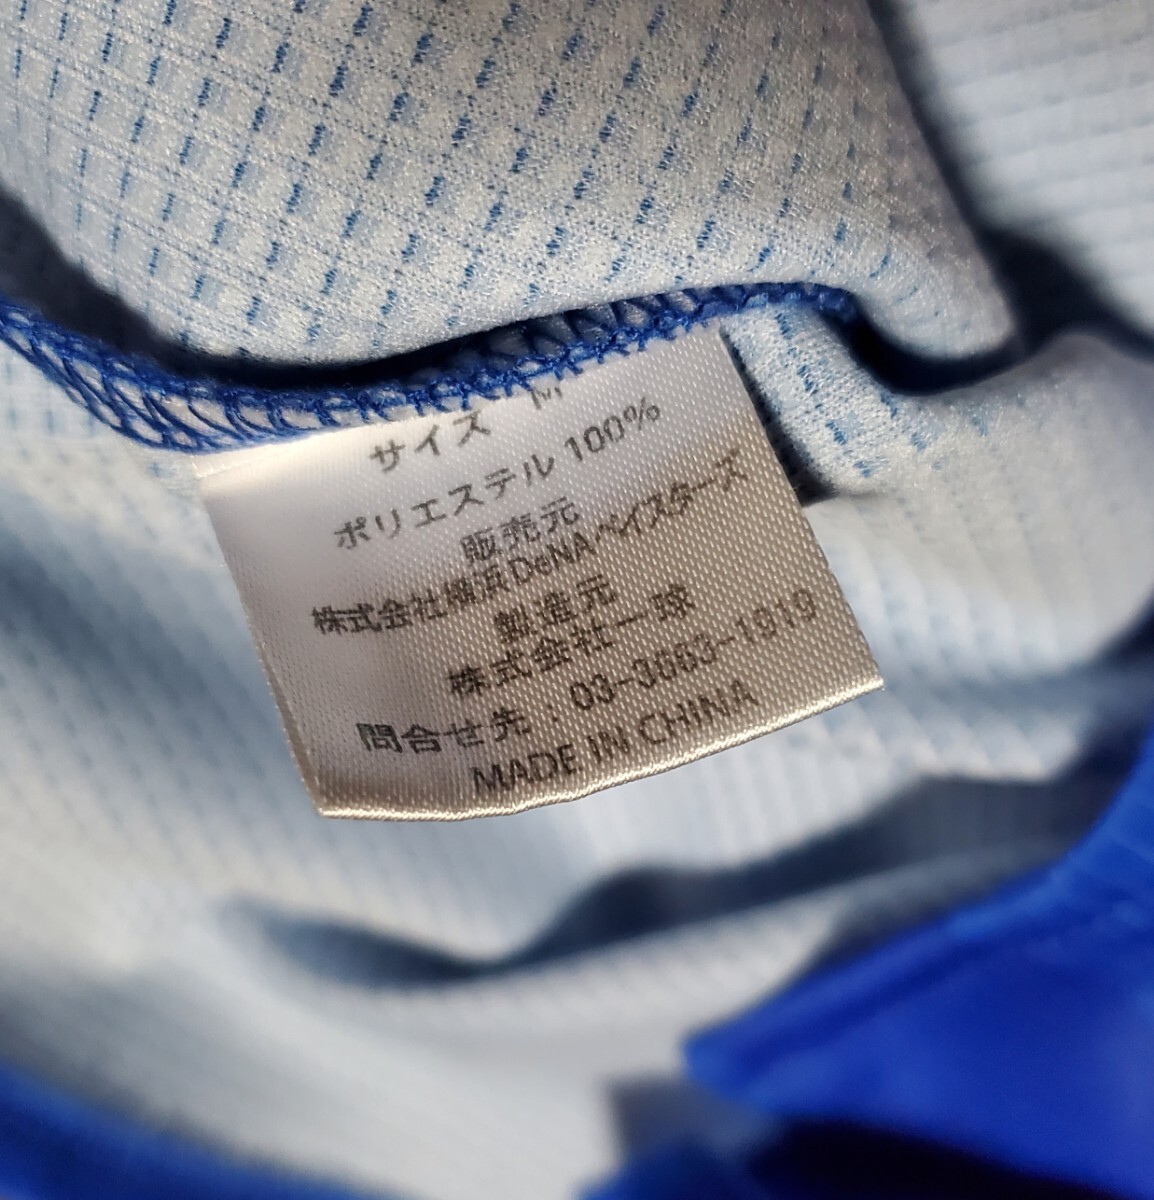 サイズ
ポリエステル 100%
販売元
株式会社横浜DeNAベイスターズ
製造元
株式会社一球
問合せ先：03-3663-1919
MADE IN CHINA